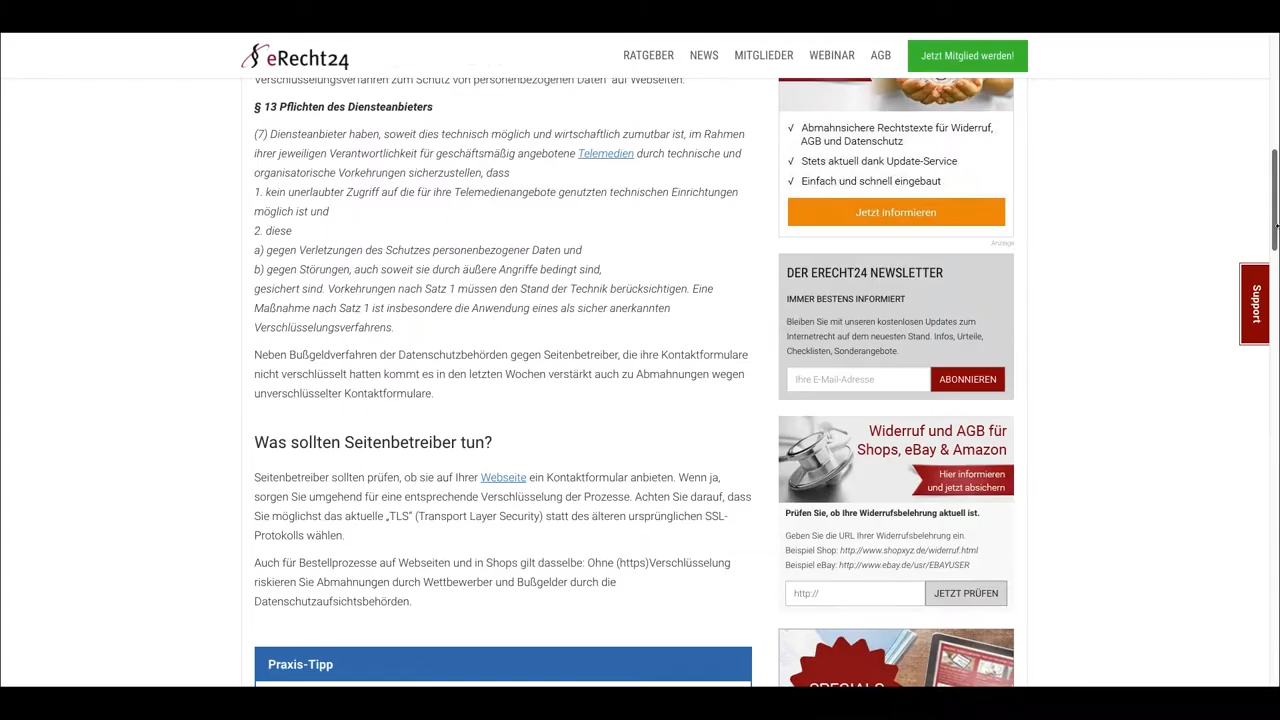 eRecht24
RATGEBER NEWS MITGLIEDER WEBINAR AGB Jetzt Mitglied werden!
Verschlüsselungsverfahren zum Schutz von personenbezogenen Daten auf Webseiten.
§ 13 Pflichten des Diensteanbieters
(7) Diensteanbieter haben, soweit dies technisch möglich und wirtschaftlich zumutbar ist, im Rahmen
ihrer jeweiligen Verantwortlichkeit für geschäftsmäßig angebotene Telemedien durch technische und
organisatorische Vorkehrungen sicherzustellen, dass
1. kein unerlaubter Zugriff auf die für ihre Telemedienangebote genutzten technischen Einrichtungen
möglich ist und
2. diese
a) gegen Verletzungen des Schutzes personenbezogener Daten und
b) gegen Störungen, auch soweit sie durch äußere Angriffe bedingt sind,
gesichert sind. Vorkehrungen nach Satz 1 müssen den Stand der Technik berücksichtigen. Eine
Maßnahme nach Satz 1 ist insbesondere die Anwendung eines als sicher anerkannten
Verschlüsselungsverfahrens.
Neben Bußgeldverfahren der Datenschutzbehörden gegen Seitenbetreiber, die ihre Kontaktformulare
nicht verschlüsselt hatten kommt es in den letzten Wochen verstärkt auch zu Abmahnungen wegen
unverschlüsselter Kontaktformulare.
Was sollten Seitenbetreiber tun?
Seitenbetreiber sollten prüfen, ob sie auf Ihrer Webseite ein Kontaktformular anbieten. Wenn ja,
sorgen Sie umgehend für eine entsprechende Verschlüsselung der Prozesse. Achten Sie darauf, dass
Sie möglichst das aktuelle „TLS“ (Transport Layer Security) statt des älteren ursprünglichen SSL-
Protokolls wählen.
Auch für Bestellprozesse auf Webseiten und in Shops gilt dasselbe: Ohne (https)Verschlüsselung
riskieren Sie Abmahnungen durch Wettbewerber und Bußgelder durch die
Datenschutzaufsichtsbehörden.
Praxis-Tipp
√ Abmahnsichere Rechtstexte für Widerruf,
AGB und Datenschutz
√ Stets aktuell dank Update-Service
√ Einfach und schnell eingebaut
Jetzt informieren
Anzeige
DER ERECHT24 NEWSLETTER
IMMER BESTENS INFORMIERT
Bleiben Sie mit unseren kostenlosen Updates zum
Internetrecht auf dem neuesten Stand. Infos, Urteile,
Checklisten, Sonderangebote.
Ihre E-Mail-Adresse ABONNIEREN
Widerruf und AGB für
Shops, eBay & Amazon
Hier informieren
und jetzt absichern
Prüfen Sie, ob Ihre Widerrufsbelehrung aktuell ist.
Geben Sie die URL Ihrer Widerrufsbelehrung ein.
Beispiel Shop: http://www.shopxyz.de/widerruf.html
Beispiel eBay: http://www.ebay.de/usr/EBAYUSER
http:// JETZT PRÜFEN
SPECIALS
Support